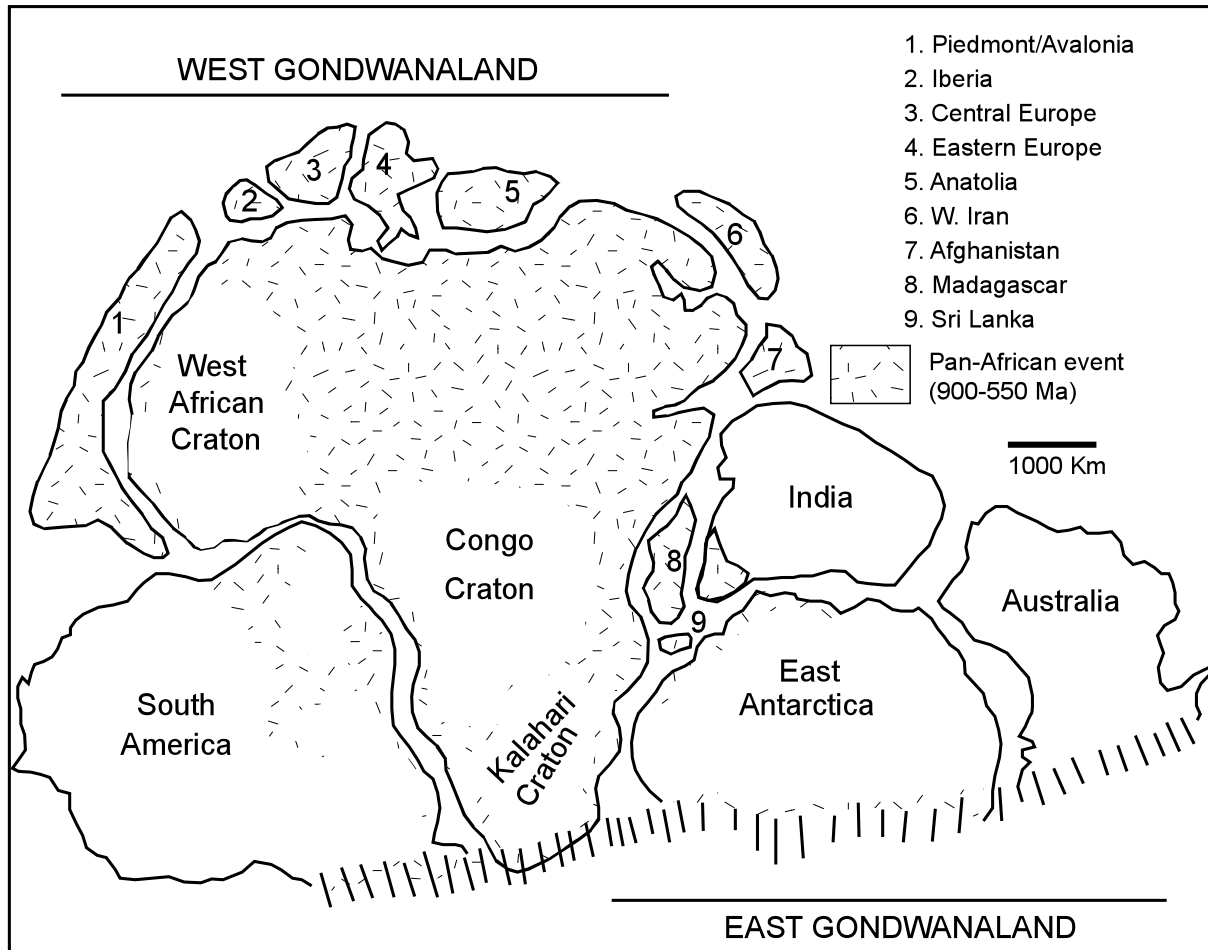 WEST GONDWANALAND
1. Piedmont/Avalonia
2. Iberia
3. Central Europe
4. Eastern Europe
5. Anatolia
6. W. Iran
7. Afghanistan
8. Madagascar
9. Sri Lanka
Pan-African event
(900-550 Ma)
1000 Km
1
2
3
4
5
6
7
West
African
Craton
Congo
Craton
Kalahari
Craton
South
America
8
9
India
Australia
East
Antarctica
EAST GONDWANALAND